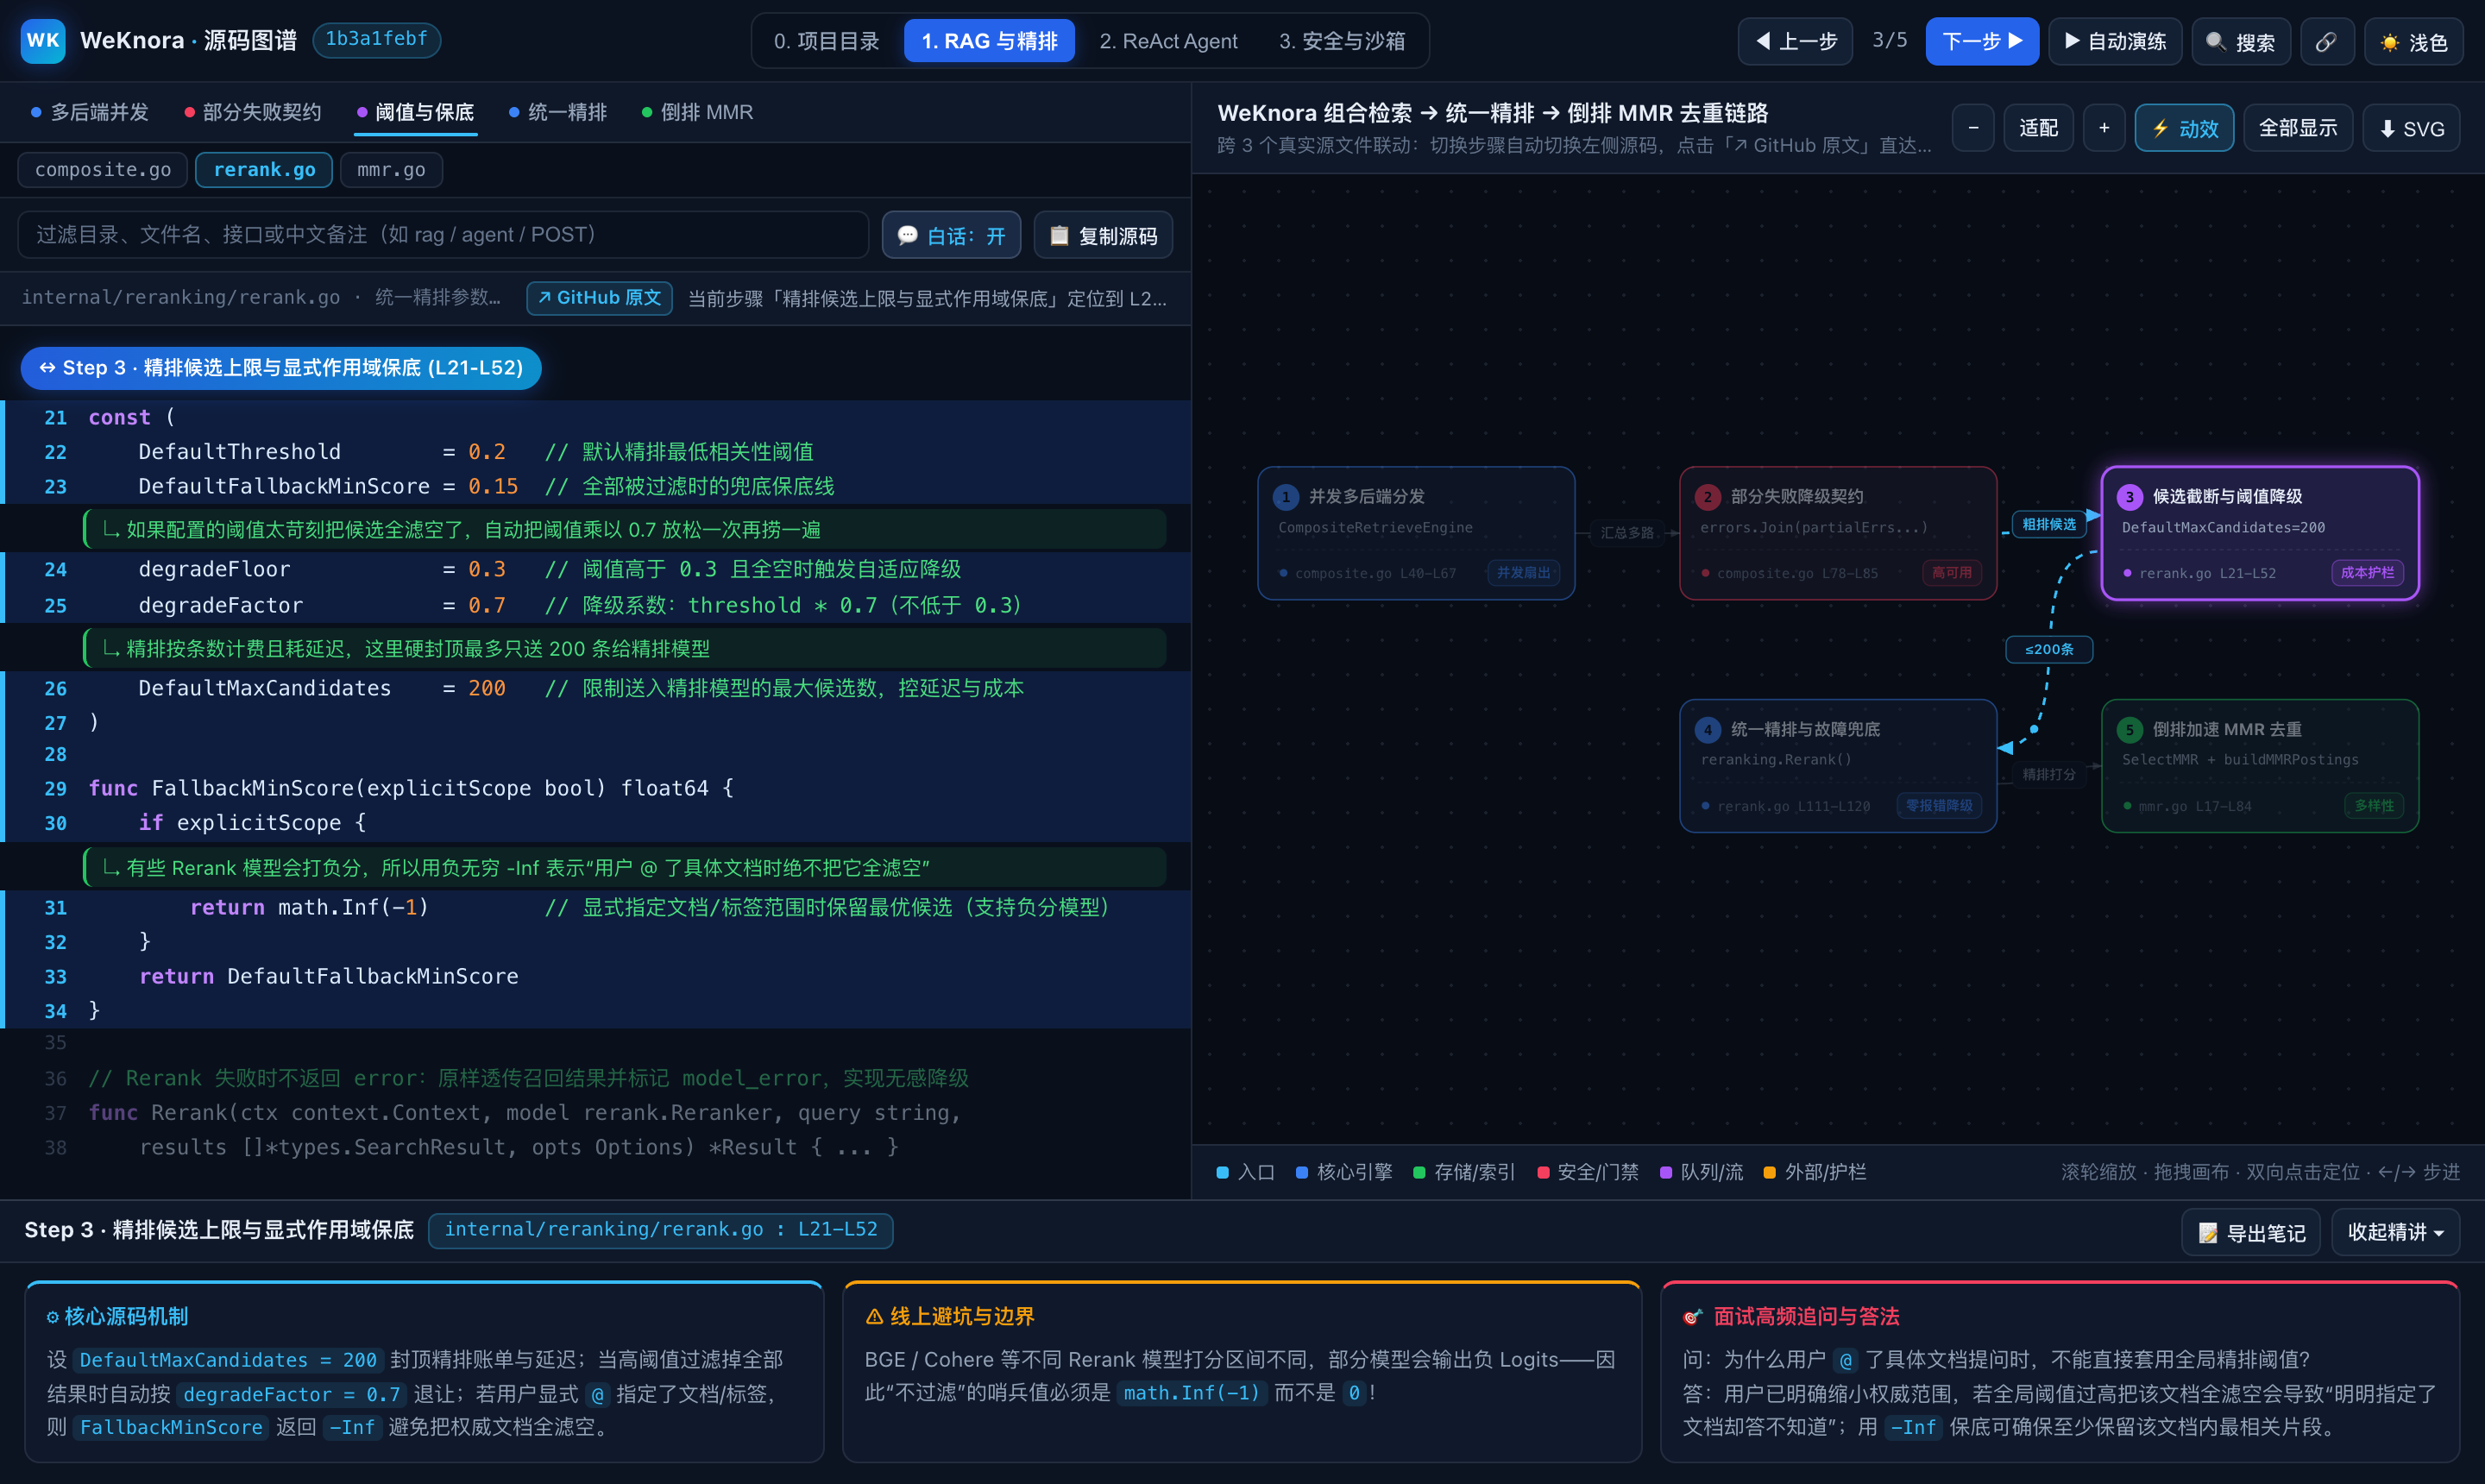 WK WeKnora · 源码图谱 1b3a1febf
0. 项目目录 1. RAG 与精排 2. ReAct Agent 3. 安全与沙箱
◀ 上一步 3/5 下一步 ▶ ▶ 自动演练 🔍 搜索 🔗 ☀️ 浅色
多后端并发 部分失败契约 阈值与保底 统一精排 倒排 MMR
composite.go rerank.go mmr.go
过滤目录、文件名、接口或中文备注（如 rag / agent / POST）
💬 白话：开 📋 复制源码
internal/reranking/rerank.go · 统一精排参数… ↗ GitHub 原文 当前步骤「精排候选上限与显式作用域保底」定位到 L2…
↔ Step 3 · 精排候选上限与显式作用域保底 (L21-L52)
21 const (
22 DefaultThreshold = 0.2 // 默认精排最低相关性阈值
23 DefaultFallbackMinScore = 0.15 // 全部被过滤时的兜底保底线
↳ 如果配置的阈值太苛刻把候选全滤空了，自动把阈值乘以 0.7 放松一次再捞一遍
24 degradeFloor = 0.3 // 阈值高于 0.3 且全空时触发自适应降级
25 degradeFactor = 0.7 // 降级系数：threshold * 0.7（不低于 0.3）
↳ 精排按条数计费且耗延迟，这里硬封顶最多只送 200 条给精排模型
26 DefaultMaxCandidates = 200 // 限制送入精排模型的最大候选数，控延迟与成本
27 )
28
29 func FallbackMinScore(explicitScope bool) float64 {
30 if explicitScope {
↳ 有些 Rerank 模型会打负分，所以用负无穷 -Inf 表示“用户 @ 了具体文档时绝不把它全滤空”
31 return math.Inf(-1) // 显式指定文档/标签范围时保留最优候选（支持负分模型）
32 }
33 return DefaultFallbackMinScore
34 }
35
36 // Rerank 失败时不返回 error：原样透传召回结果并标记 model_error，实现无感降级
37 func Rerank(ctx context.Context, model rerank.Reranker, query string,
38 results []*types.SearchResult, opts Options) *Result { ... }
WeKnora 组合检索 → 统一精排 → 倒排 MMR 去重链路
跨 3 个真实源文件联动：切换步骤自动切换左侧源码，点击「↗ GitHub 原文」直达…
− 适配 + ⚡ 动效 全部显示 ⬇ SVG
1 并发多后端分发
CompositeRetrieveEngine
composite.go L40-L67 并发扇出
汇总多路
2 部分失败降级契约
errors.Join(partialErrs...)
composite.go L78-L85 高可用
粗排候选
3 候选截断与阈值降级
DefaultMaxCandidates=200
rerank.go L21-L52 成本护栏
≤200条
4 统一精排与故障兜底
reranking.Rerank()
rerank.go L111-L120 零报错降级
精排打分
5 倒排加速 MMR 去重
SelectMMR + buildMMRPostings
mmr.go L17-L84 多样性
入口 核心引擎 存储/索引 安全/门禁 队列/流 外部/护栏
滚轮缩放 · 拖拽画布 · 双向点击定位 · ←/→ 步进
Step 3 · 精排候选上限与显式作用域保底 internal/reranking/rerank.go : L21-L52
📝 导出笔记 收起精讲 ▾
⚙ 核心源码机制
设 DefaultMaxCandidates = 200 封顶精排账单与延迟；当高阈值过滤掉全部
结果时自动按 degradeFactor = 0.7 退让；若用户显式 @ 指定了文档/标签，
则 FallbackMinScore 返回 -Inf 避免把权威文档全滤空。
⚠ 线上避坑与边界
BGE / Cohere 等不同 Rerank 模型打分区间不同，部分模型会输出负 Logits——因
此“不过滤”的哨兵值必须是 math.Inf(-1) 而不是 0！
🎯 面试高频追问与答法
问：为什么用户 @ 了具体文档提问时，不能直接套用全局精排阈值？
答：用户已明确缩小权威范围，若全局阈值过高把该文档全滤空会导致“明明指定了
文档却答不知道”；用 -Inf 保底可确保至少保留该文档内最相关片段。